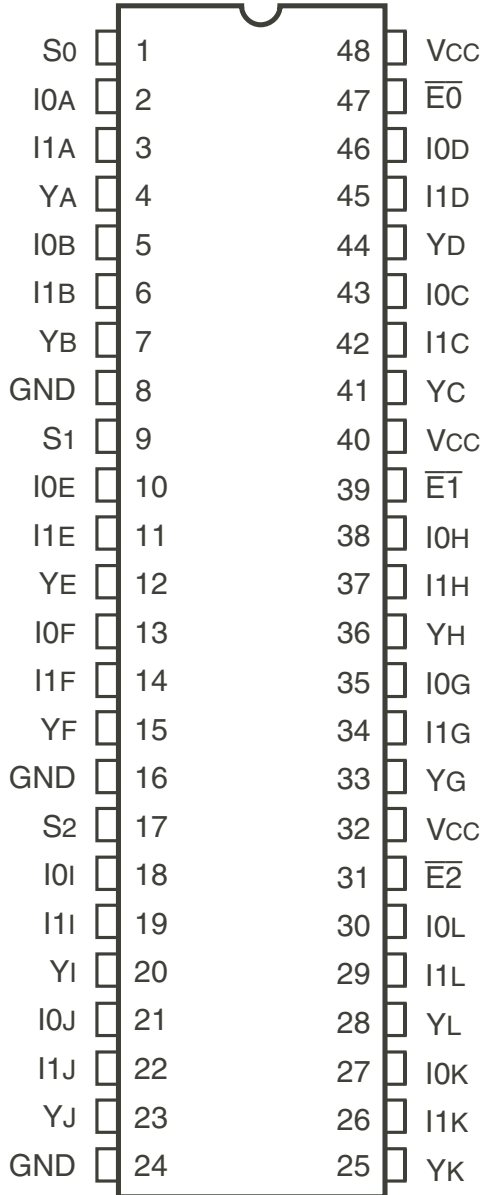 S0 1 48 VCC
I0A 2 47 E̅0̅
I1A 3 46 I0D
YA 4 45 I1D
I0B 5 44 YD
I1B 6 43 I0C
YB 7 42 I1C
GND 8 41 YC
S1 9 40 VCC
I0E 10 39 E̅1̅
I1E 11 38 I0H
YE 12 37 I1H
I0F 13 36 YH
I1F 14 35 I0G
YF 15 34 I1G
GND 16 33 YG
S2 17 32 VCC
I0I 18 31 E̅2̅
I1I 19 30 I0L
YI 20 29 I1L
I0J 21 28 YL
I1J 22 27 I0K
YJ 23 26 I1K
GND 24 25 YK